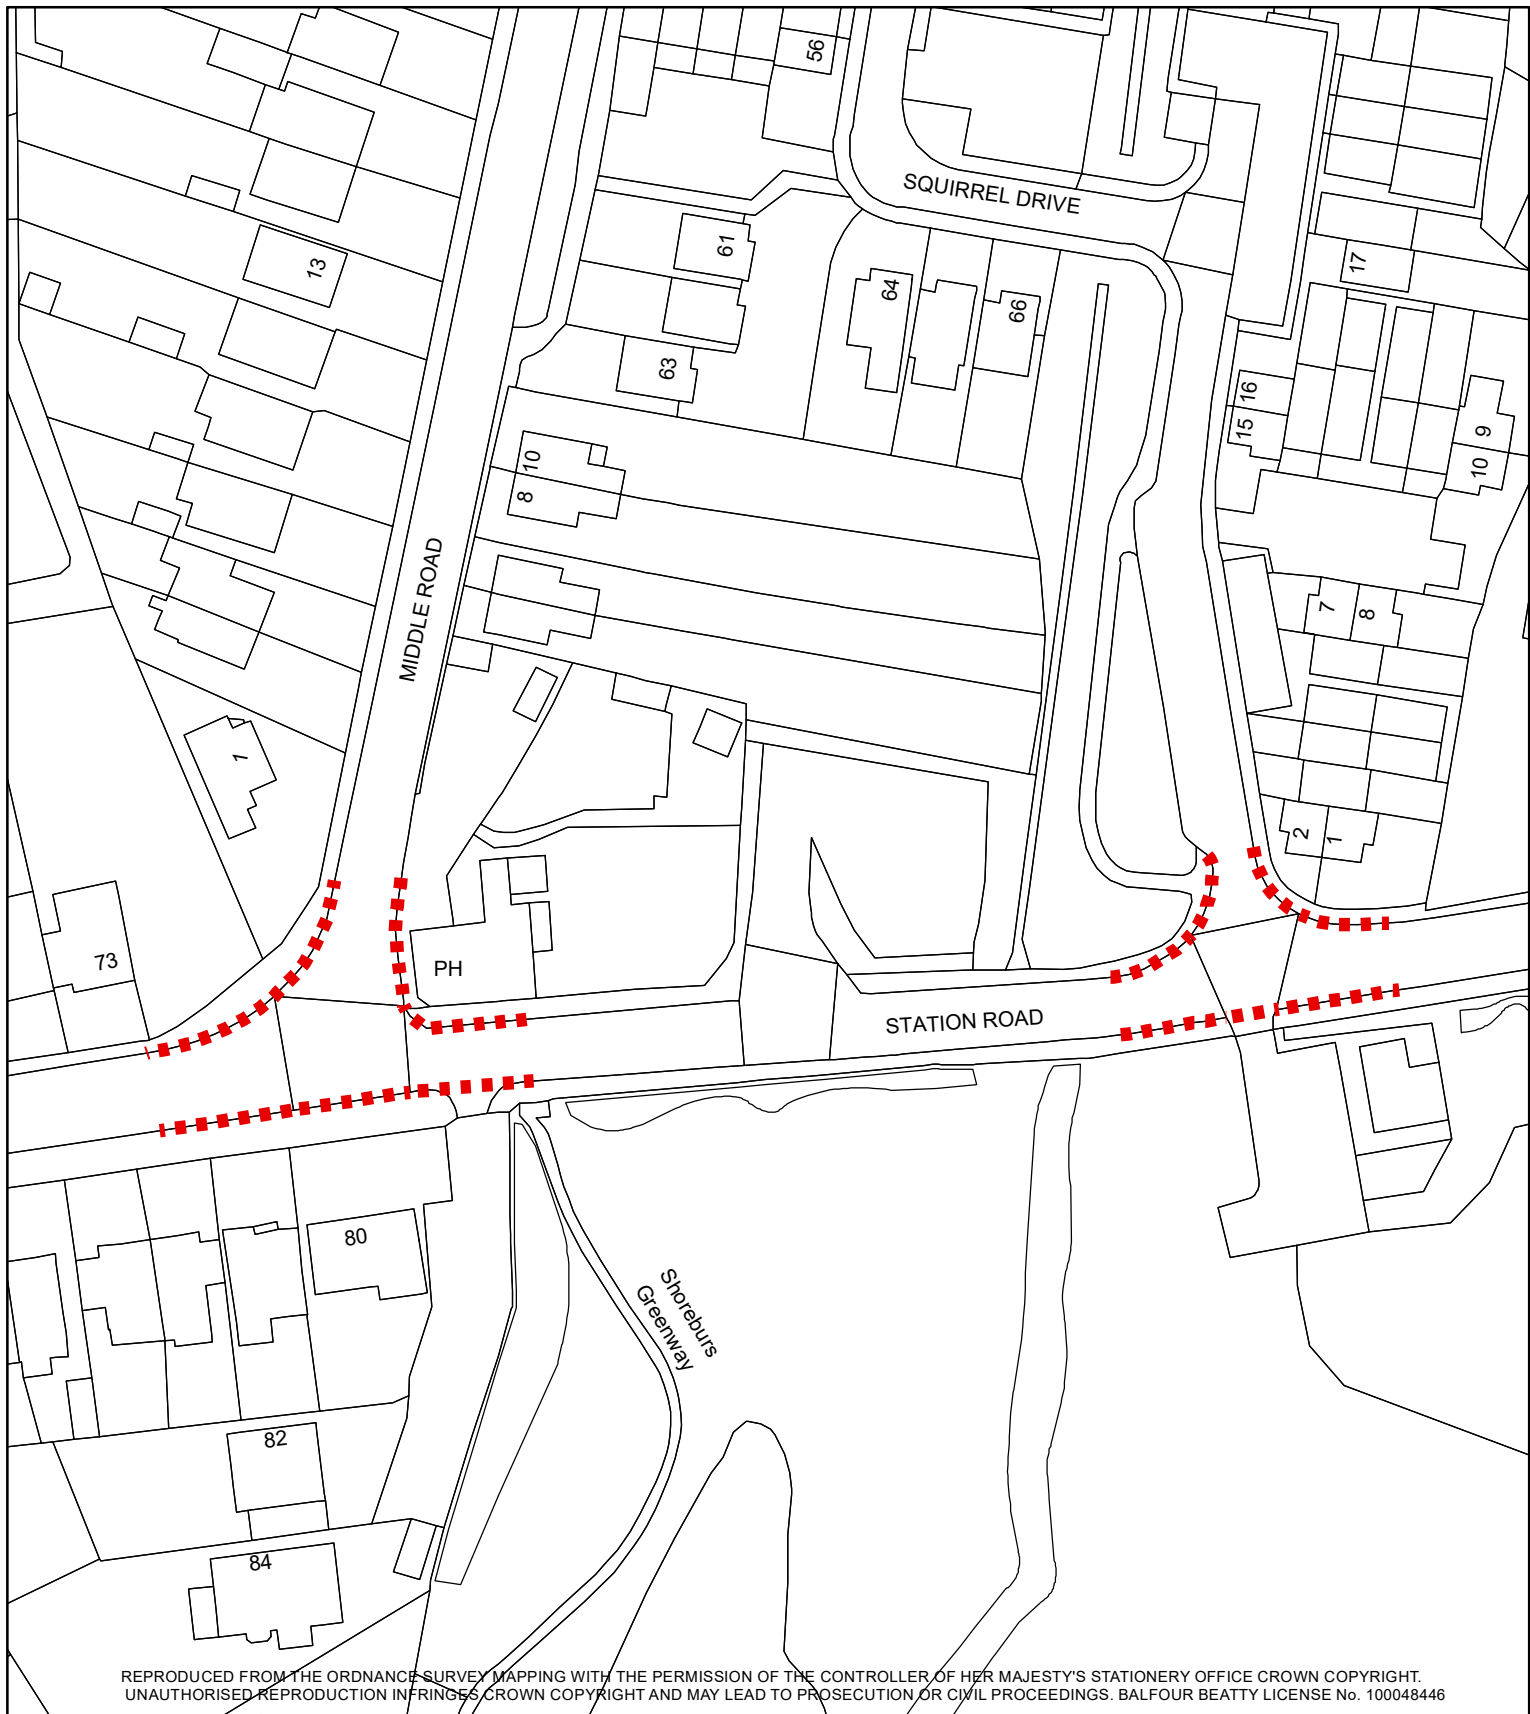 56
SQUIRREL DRIVE
61
13
17
64
66
63
16
15
9
10
10
8
MIDDLE ROAD
7
8
1
2
1
73
PH
STATION ROAD
80
Shoreburs
Greenway
82
84
REPRODUCED FROM THE ORDNANCE SURVEY MAPPING WITH THE PERMISSION OF THE CONTROLLER OF HER MAJESTY'S STATIONERY OFFICE CROWN COPYRIGHT.
UNAUTHORISED REPRODUCTION INFRINGES CROWN COPYRIGHT AND MAY LEAD TO PROSECUTION OR CIVIL PROCEEDINGS. BALFOUR BEATTY LICENSE No. 100048446